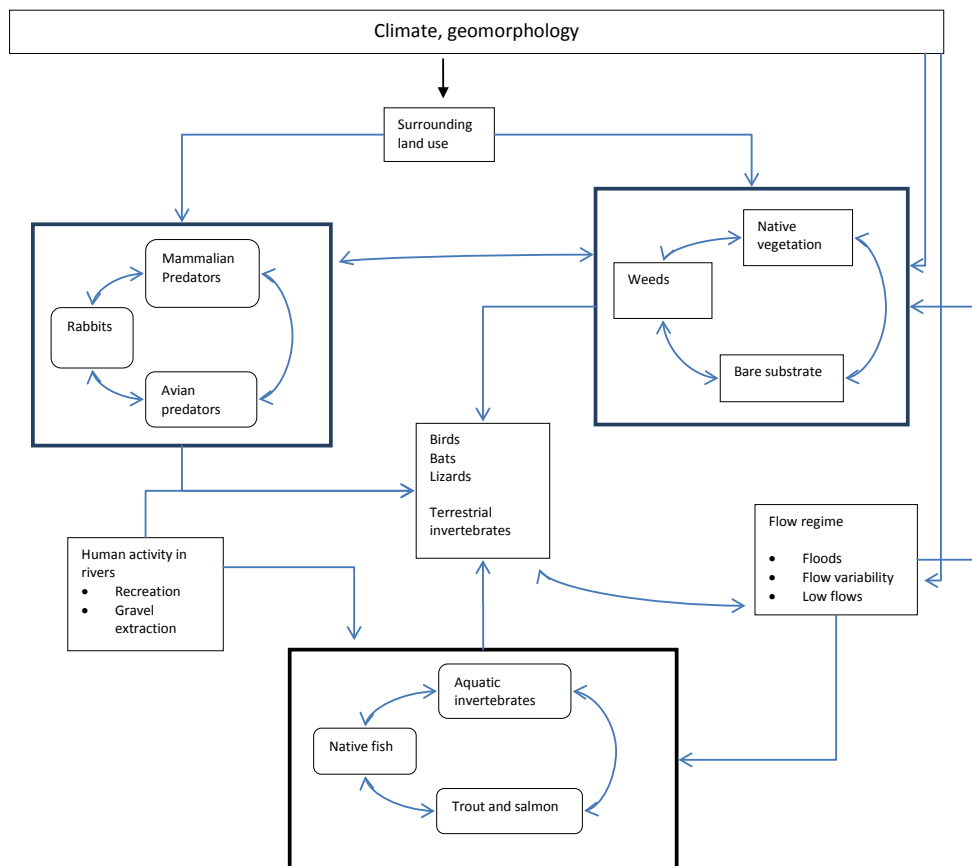 Climate, geomorphology
Surrounding
land use
Mammalian
Predators
Rabbits
Avian
predators
Native
vegetation
Weeds
Bare substrate
Birds
Bats
Lizards
Terrestrial
invertebrates
Flow regime
• Floods
• Flow variability
• Low flows
Human activity in
rivers
• Recreation
• Gravel
extraction
Aquatic
invertebrates
Native fish
Trout and salmon